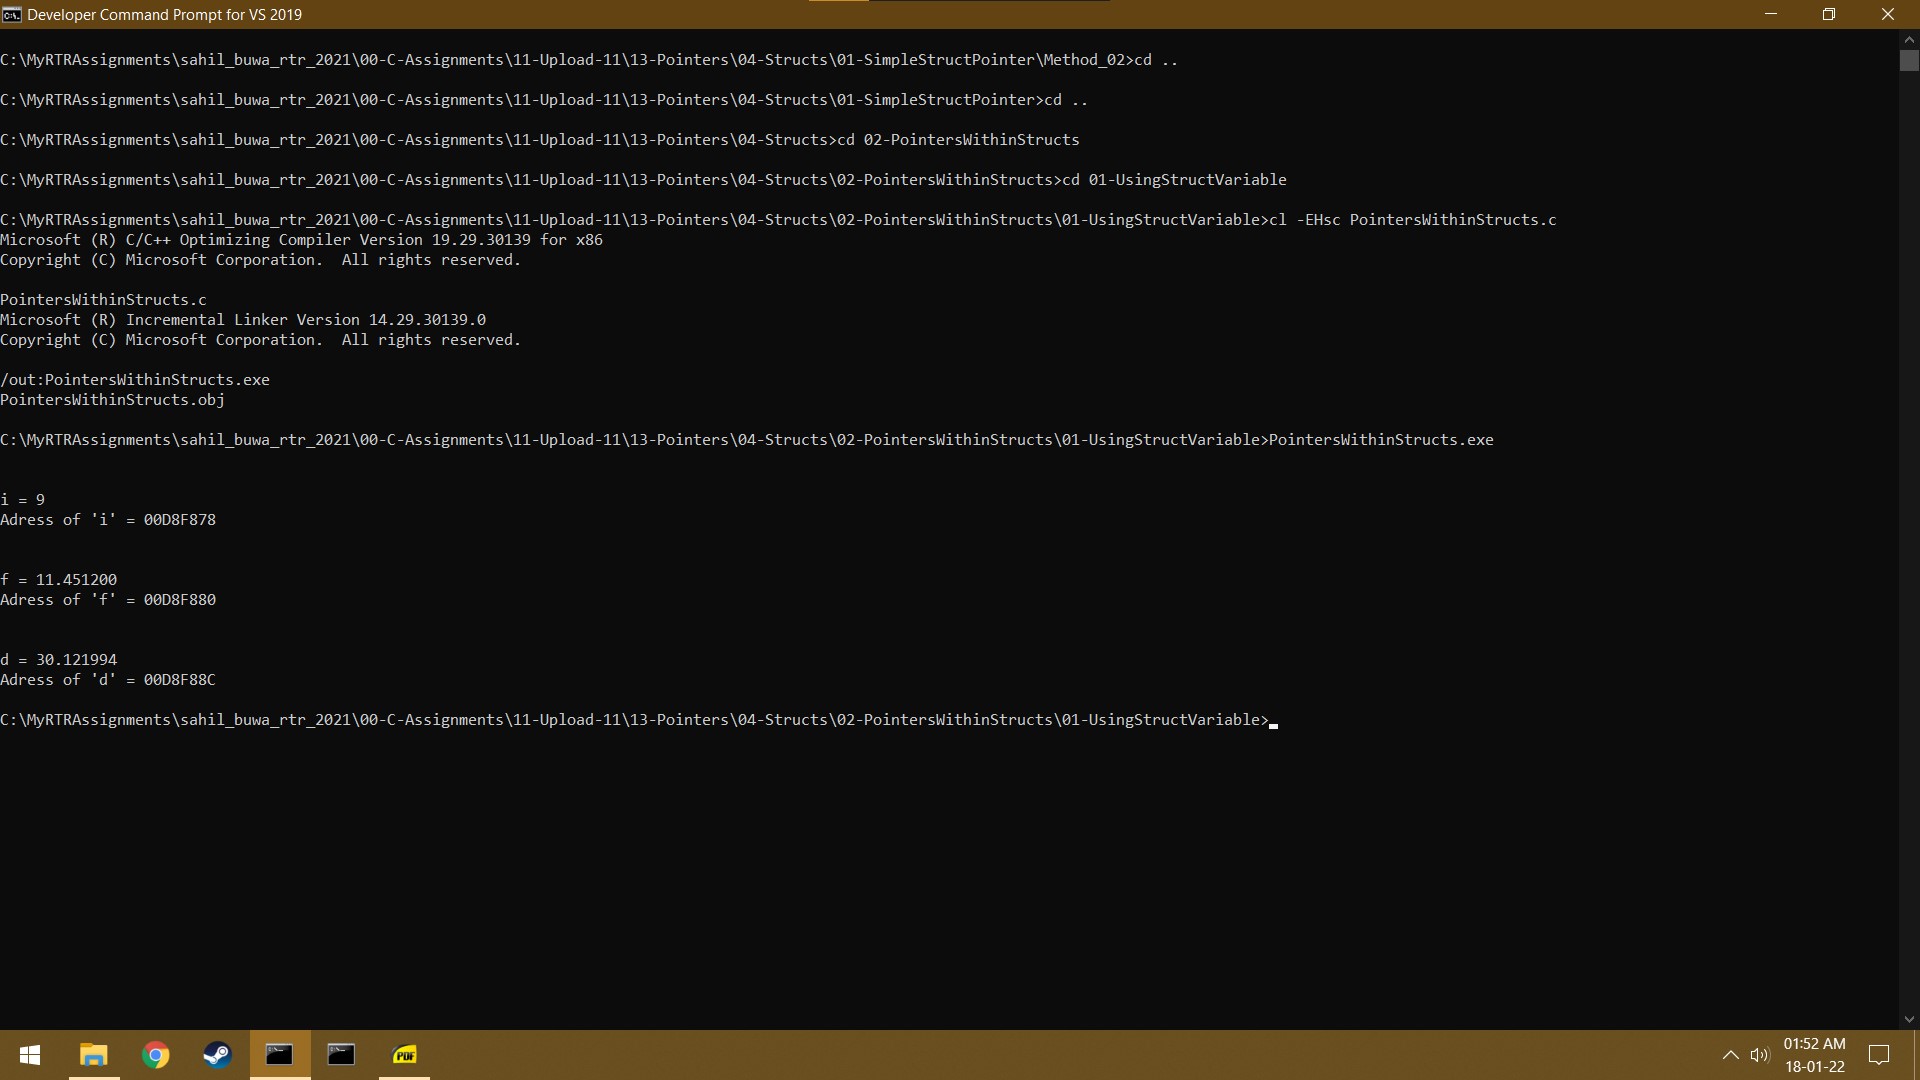 Developer Command Prompt for VS 2019
C:\MyRTRAssignments\sahil_buwa_rtr_2021\00-C-Assignments\11-Upload-11\13-Pointers\04-Structs\01-SimpleStructPointer\Method_02>cd ..
C:\MyRTRAssignments\sahil_buwa_rtr_2021\00-C-Assignments\11-Upload-11\13-Pointers\04-Structs\01-SimpleStructPointer>cd ..
C:\MyRTRAssignments\sahil_buwa_rtr_2021\00-C-Assignments\11-Upload-11\13-Pointers\04-Structs>cd 02-PointersWithinStructs
C:\MyRTRAssignments\sahil_buwa_rtr_2021\00-C-Assignments\11-Upload-11\13-Pointers\04-Structs\02-PointersWithinStructs>cd 01-UsingStructVariable
C:\MyRTRAssignments\sahil_buwa_rtr_2021\00-C-Assignments\11-Upload-11\13-Pointers\04-Structs\02-PointersWithinStructs\01-UsingStructVariable>cl -EHsc PointersWithinStructs.c
Microsoft (R) C/C++ Optimizing Compiler Version 19.29.30139 for x86
Copyright (C) Microsoft Corporation.  All rights reserved.
PointersWithinStructs.c
Microsoft (R) Incremental Linker Version 14.29.30139.0
Copyright (C) Microsoft Corporation.  All rights reserved.
/out:PointersWithinStructs.exe
PointersWithinStructs.obj
C:\MyRTRAssignments\sahil_buwa_rtr_2021\00-C-Assignments\11-Upload-11\13-Pointers\04-Structs\02-PointersWithinStructs\01-UsingStructVariable>PointersWithinStructs.exe
i = 9
Adress of 'i' = 00D8F878
f = 11.451200
Adress of 'f' = 00D8F880
d = 30.121994
Adress of 'd' = 00D8F88C
C:\MyRTRAssignments\sahil_buwa_rtr_2021\00-C-Assignments\11-Upload-11\13-Pointers\04-Structs\02-PointersWithinStructs\01-UsingStructVariable>
PDF
01:52 AM
18-01-22